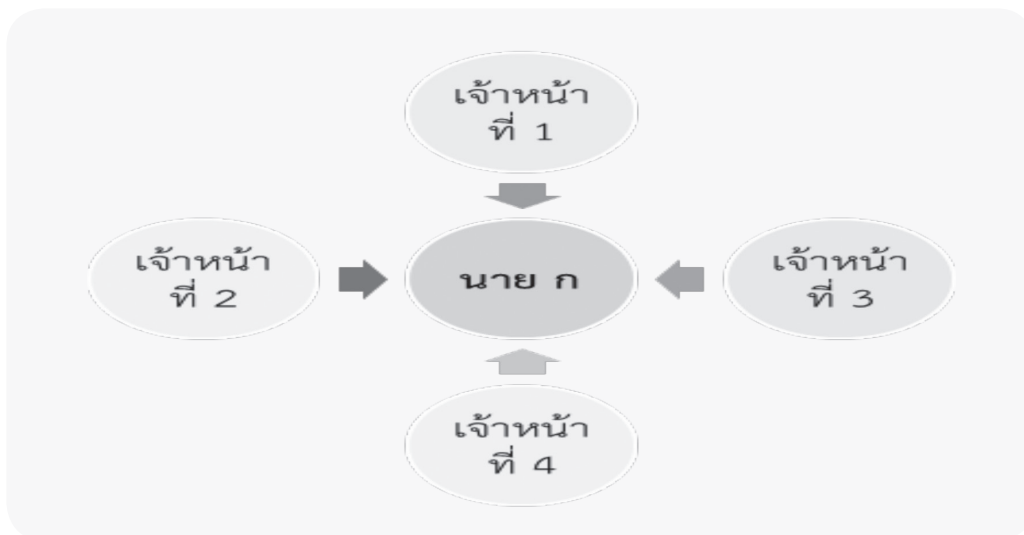 เจ้าหน้า
ที่ 1
เจ้าหน้า
ที่ 2
นาย ก
เจ้าหน้า
ที่ 3
เจ้าหน้า
ที่ 4